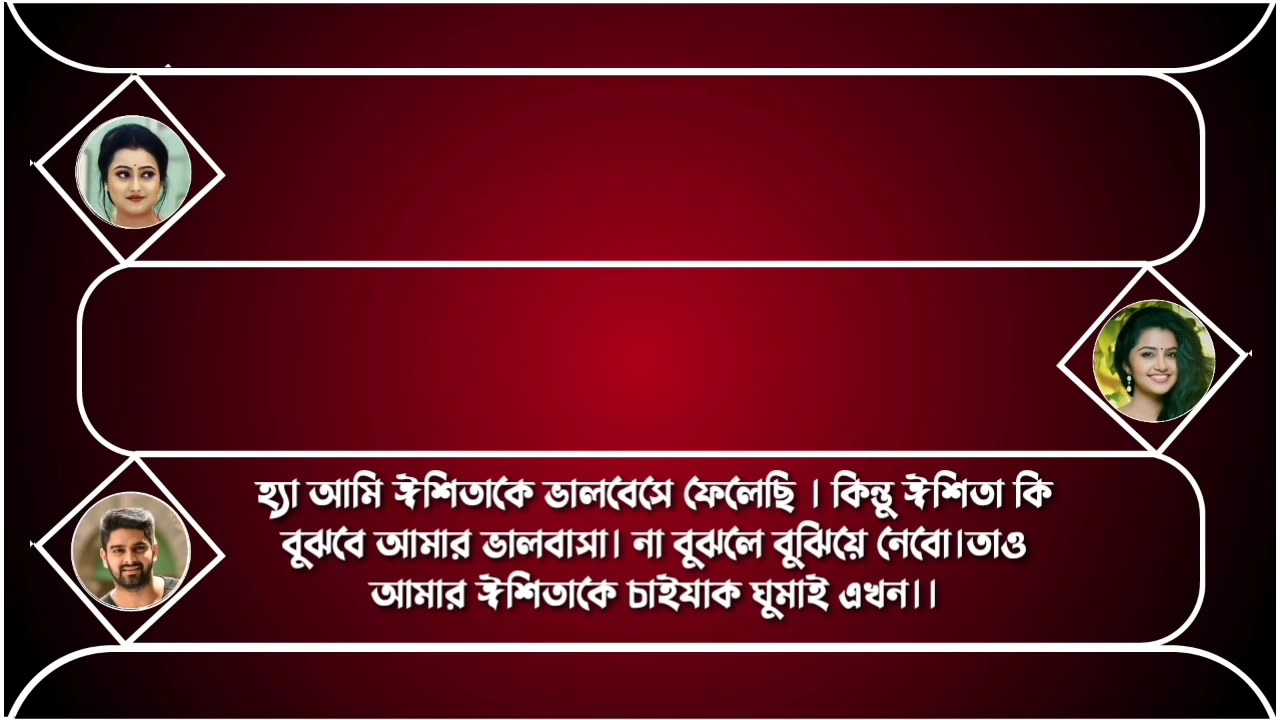 হ্যা আমি ঈশিতাকে ভালবেসে ফেলেছি । কিন্তু ঈশিতা কি
বুঝবে আমার ভালবাসা। না বুঝলে বুঝিয়ে নেবো।তাও
আমার ঈশিতাকে চাইযাক ঘুমাই এখন।।